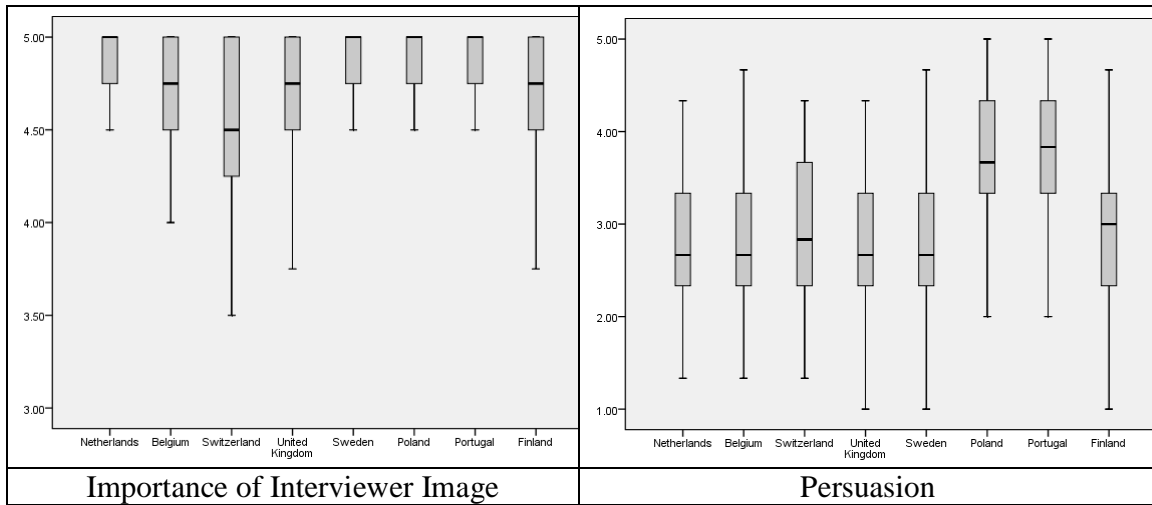 5.00
4.50
4.00
3.50
3.00
Netherlands Belgium Switzerland United Kingdom Sweden Poland Portugal Finland
Importance of Interviewer Image
5.00
4.00
3.00
2.00
1.00
Netherlands Belgium Switzerland United Kingdom Sweden Poland Portugal Finland
Persuasion